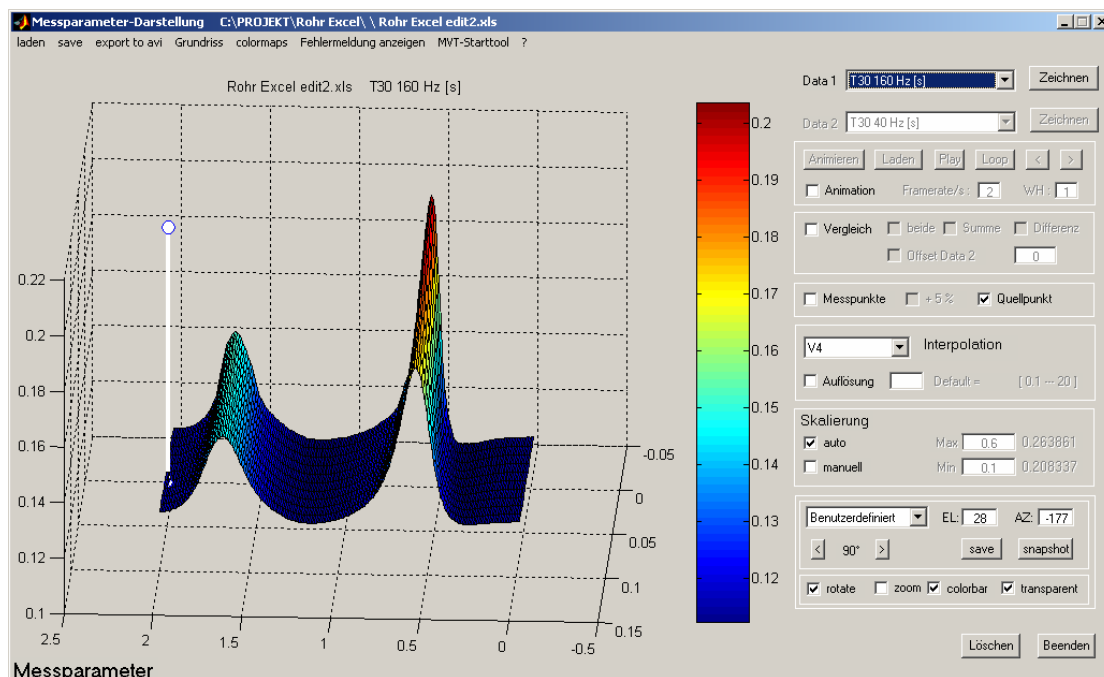 Messparameter-Darstellung C:\PROJEKT\Rohr Excel\ \ Rohr Excel edit2.xls
laden save export to avi Grundriss colormaps Fehlermeldung anzeigen MVT-Starttool ?
Rohr Excel edit2.xls T30 160 Hz [s]
0.22
0.2
0.18
0.16
0.14
0.12
0.1
2.5
2
1.5
1
0.5
0
-0.5
-0.05
0
0.05
0.1
0.15
0.2
0.19
0.18
0.17
0.16
0.15
0.14
0.13
0.12
Data 1 T30 160 Hz [s] Zeichnen
Data 2 T30 40 Hz [s] Zeichnen
Animieren Laden Play Loop < >
Animation Framerate/s : 2 WH : 1
Vergleich beide Summe Differenz
Offset Data 2 0
Messpunkte + 5 % Quellpunkt
V4 Interpolation
Auflösung Default = [ 0.1 --- 20 ]
Skalierung
auto Max 0.6 0.263861
manuell Min 0.1 0.208337
Benutzerdefiniert EL: 28 AZ: -177
< 90° > save snapshot
rotate zoom colorbar transparent
Löschen Beenden
Messparameter